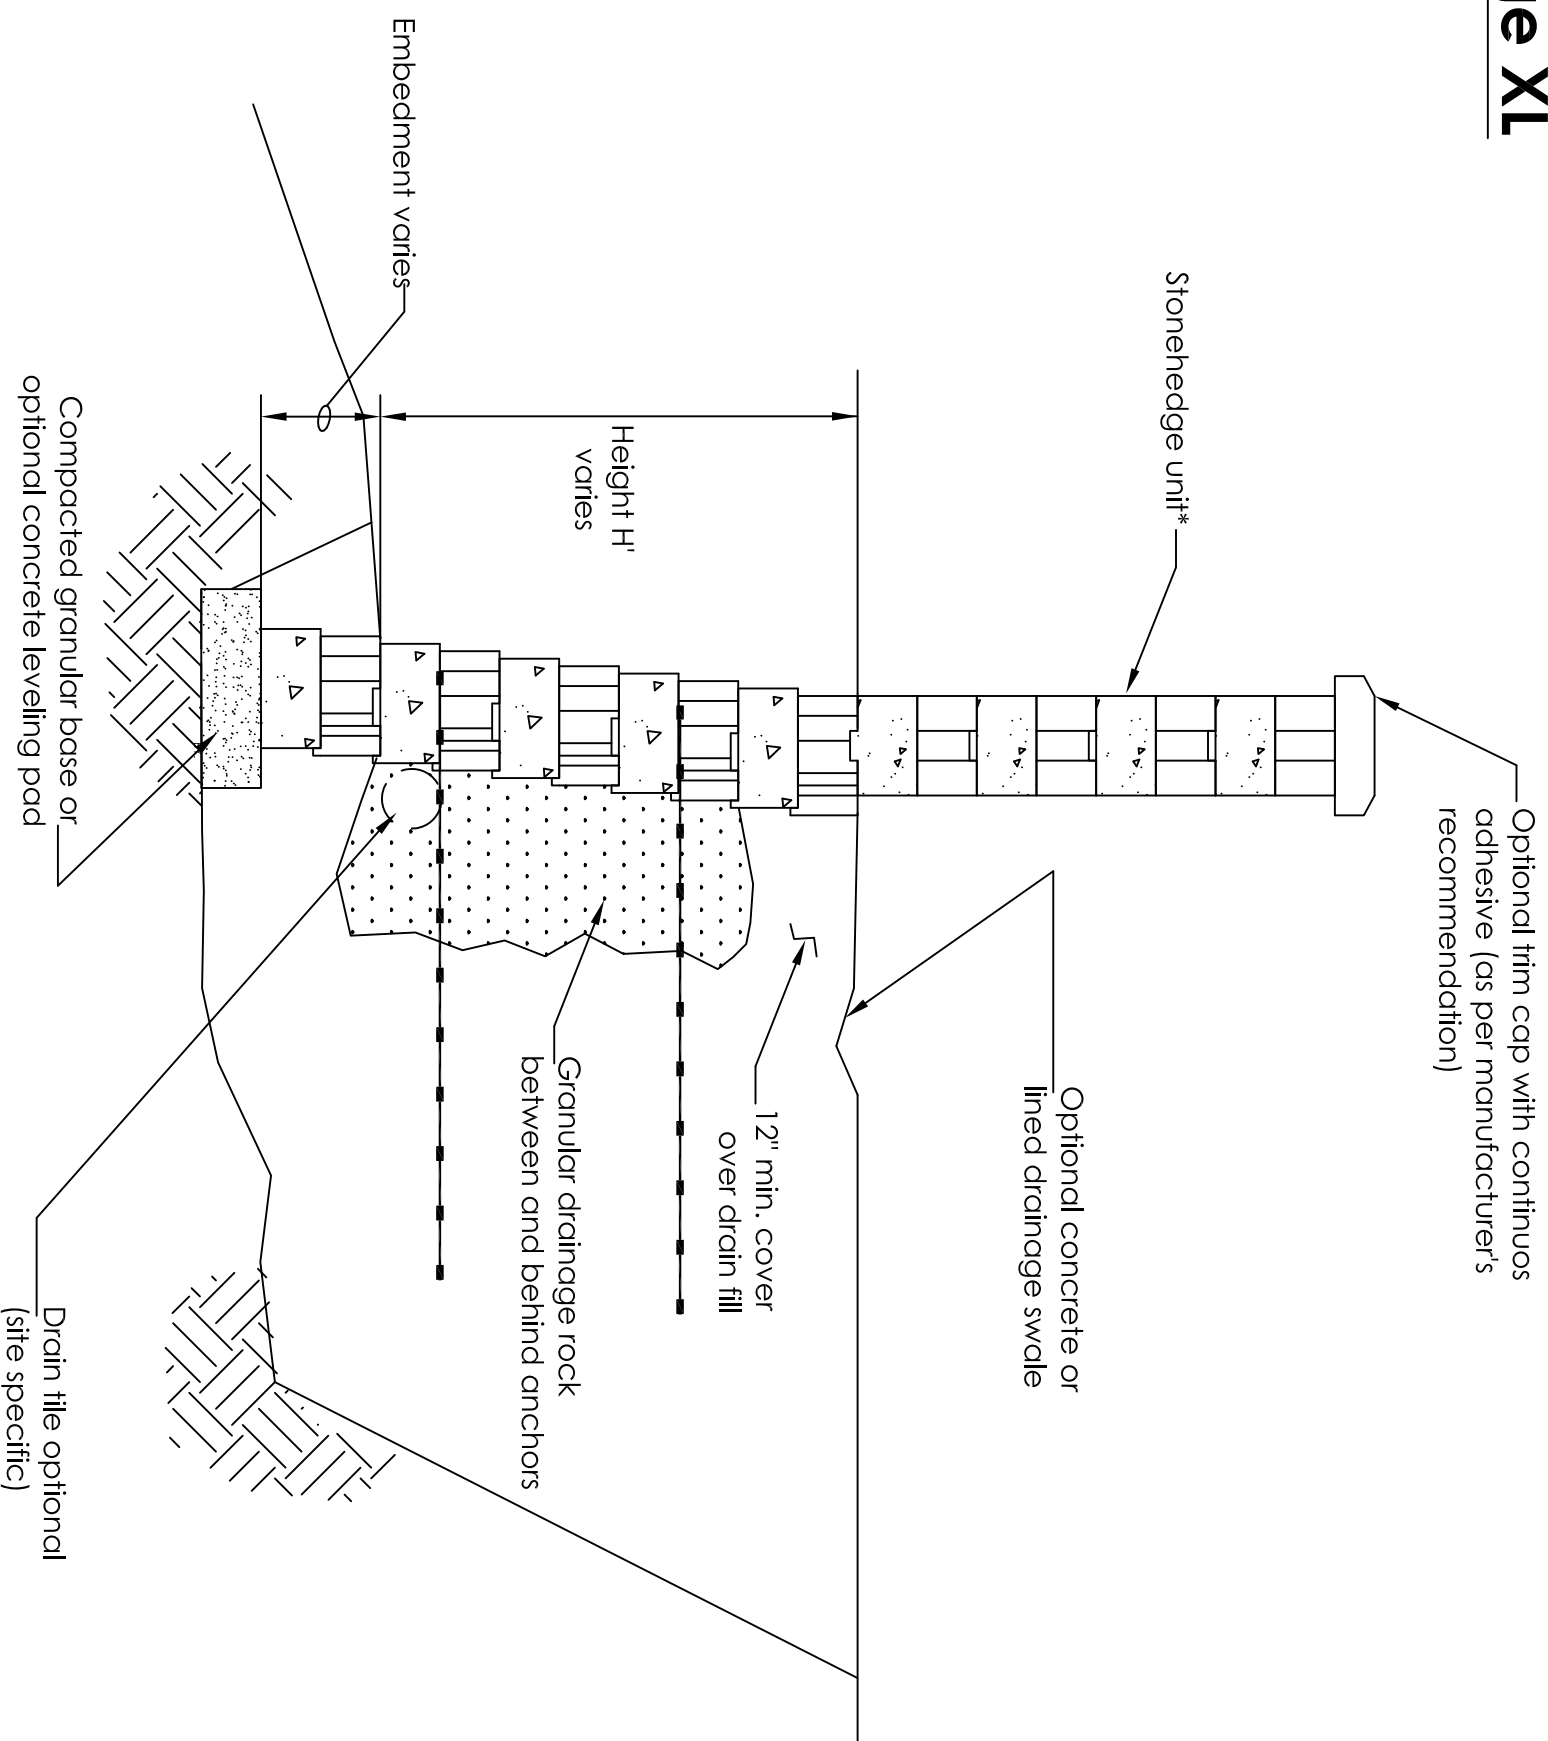 e XL
Optional trim cap with continuos
adhesive (as per manufacturer's
recommendation)
Stonehedge unit*
Optional concrete or
lined drainage swale
12" min. cover
over drain fill
Height H'
varies
Granular drainage rock
between and behind anchors
Embedment varies
Compacted granular base or
optional concrete leveling pad
Drain tile optional
(site specific)